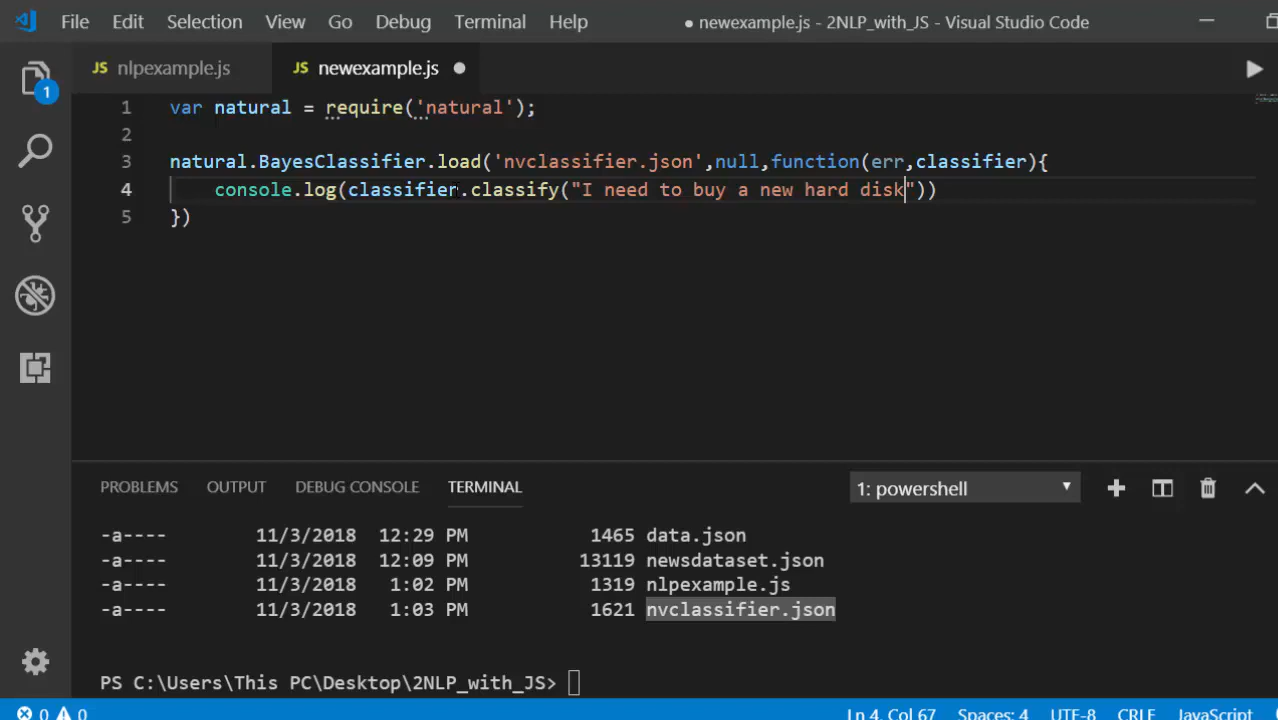 File Edit Selection View Go Debug Terminal Help ● newexample.js - 2NLP_with_JS - Visual Studio Code
JS nlpexample.js JS newexample.js ●
1
1 var natural = require('natural');
2
3 natural.BayesClassifier.load('nvclassifier.json',null,function(err,classifier){
4 console.log(classifier.classify("I need to buy a new hard disk"))
5 })
PROBLEMS OUTPUT DEBUG CONSOLE TERMINAL 1: powershell
-a---- 11/3/2018 12:29 PM 1465 data.json
-a---- 11/3/2018 12:09 PM 13119 newsdataset.json
-a---- 11/3/2018 1:02 PM 1319 nlpexample.js
-a---- 11/3/2018 1:03 PM 1621 nvclassifier.json
PS C:\Users\This PC\Desktop\2NLP_with_JS>
0 0 Ln 4, Col 67 Spaces: 4 UTF-8 CRLF JavaScript